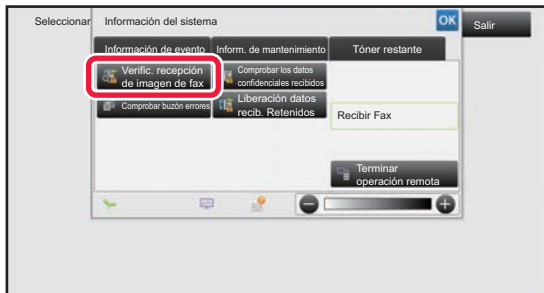 Seleccionar
Información del sistema
OK
Salir
Información de evento
Inform. de mantenimiento
Tóner restante
Verific. recepción
de imagen de fax
Comprobar los datos
confidenciales recibidos
Comprobar buzón errores
Liberación datos
recib. Retenidos
Recibir Fax
Terminar
operación remota